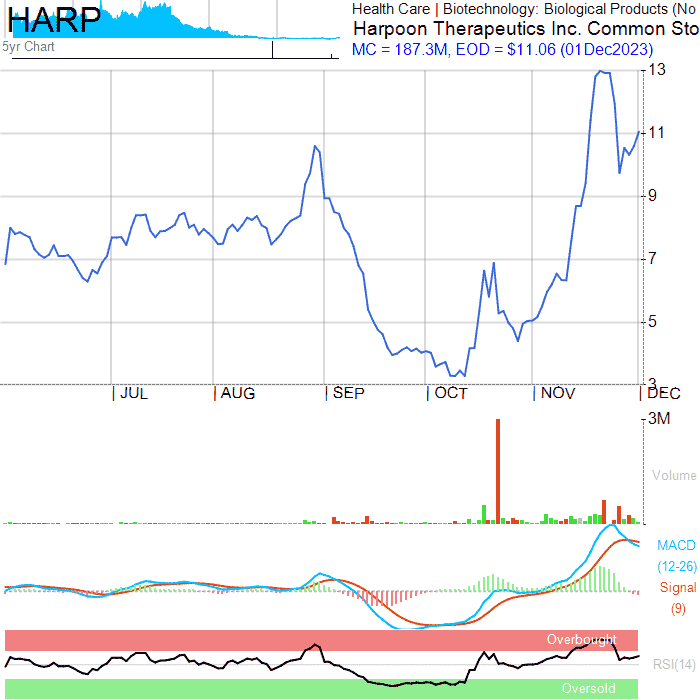 HARP
5yr Chart
Health Care | Biotechnology: Biological Products (No
Harpoon Therapeutics Inc. Common Sto
MC = 187.3M, EOD = $11.06 (01Dec2023)
13
11
9
7
5
3
JUL AUG SEP OCT NOV DEC
3M
Volume
MACD
(12-26)
Signal
(9)
Overbought
RSI(14)
Oversold